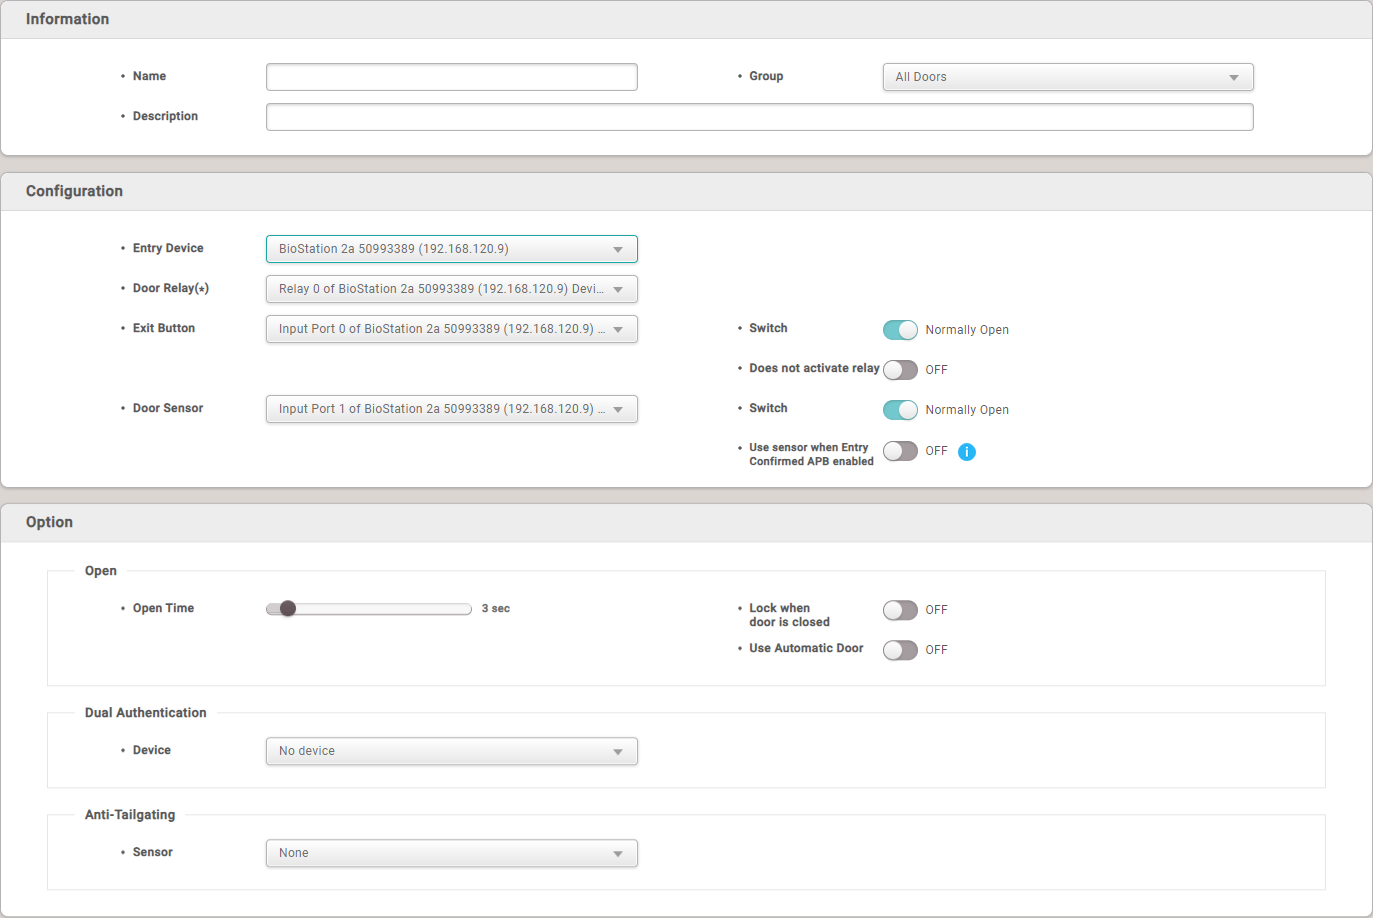 Information
Name
Group
All Doors
Description
Configuration
Entry Device
BioStation 2a 50993389 (192.168.120.9)
Door Relay(*)
Relay 0 of BioStation 2a 50993389 (192.168.120.9) Devi...
Exit Button
Input Port 0 of BioStation 2a 50993389 (192.168.120.9) ...
Switch
Normally Open
Does not activate relay
OFF
Door Sensor
Input Port 1 of BioStation 2a 50993389 (192.168.120.9) ...
Switch
Normally Open
Use sensor when Entry
Confirmed APB enabled
OFF
i
Option
Open
Open Time
3 sec
Lock when
door is closed
OFF
Use Automatic Door
OFF
Dual Authentication
Device
No device
Anti-Tailgating
Sensor
None